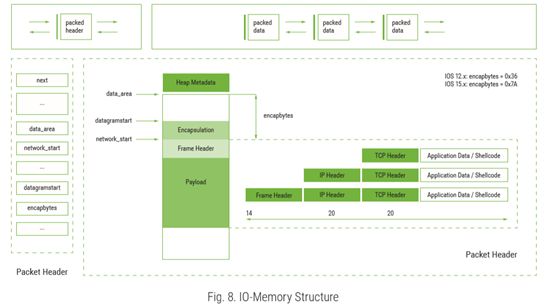 packed
header
packed
data
packed
data
packed
data
next
...
data_area
network_start
...
datagramstart
encapbytes
...
Packet Header
IOS 12.x: encapbytes = 0x36
IOS 15.x: encapbytes = 0x7A
Heap Metadata
data_area
encapbytes
datagramstart
Encapsulation
network_start
Frame Header
Payload
TCP Header Application Data / Shellcode
IP Header TCP Header Application Data / Shellcode
Frame Header IP Header TCP Header Application Data / Shellcode
14 20 20
Packet Header
Fig. 8. IO-Memory Structure